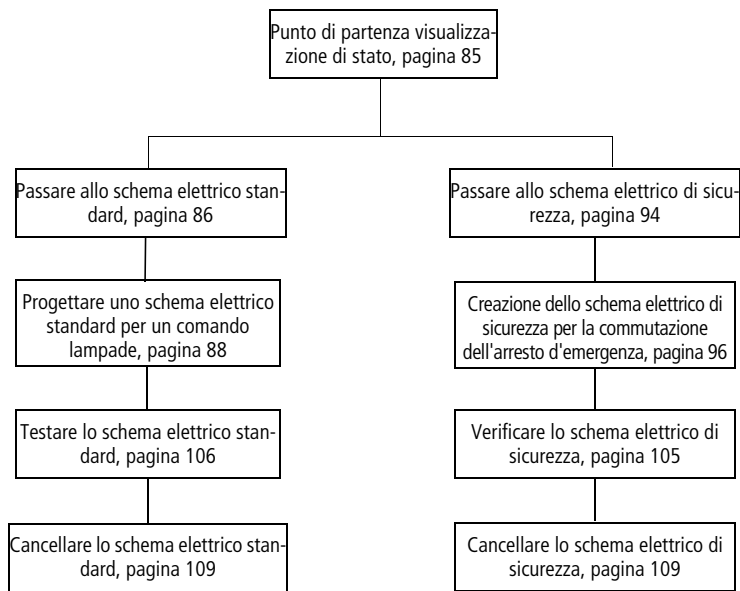 Punto di partenza visualizza-
zione di stato, pagina 85
Passare allo schema elettrico stan-
dard, pagina 86
Progettare uno schema elettrico
standard per un comando
lampade, pagina 88
Testare lo schema elettrico stan-
dard, pagina 106
Cancellare lo schema elettrico stan-
dard, pagina 109
Passare allo schema elettrico di sicu-
rezza, pagina 94
Creazione dello schema elettrico di
sicurezza per la commutazione
dell'arresto d'emergenza, pagina 96
Verificare lo schema elettrico di
sicurezza, pagina 105
Cancellare lo schema elettrico di
sicurezza, pagina 109